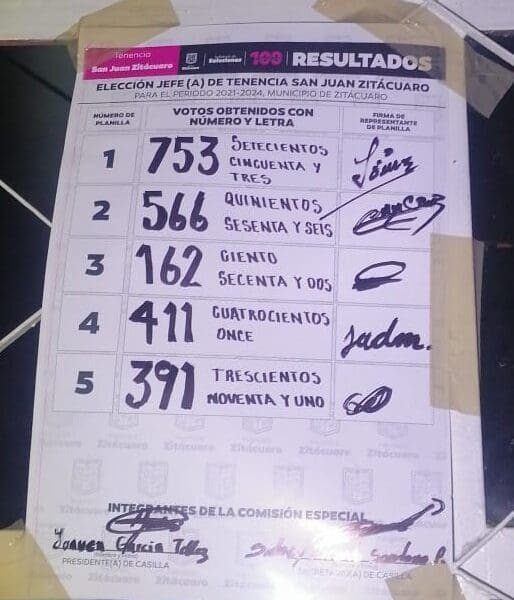 Tenencia
San Juan Zitácuaro
Soluciones
100
RESULTADOS
ELECCIÓN JEFE (A) DE TENENCIA SAN JUAN ZITÁCUARO
PARA EL PERIODO 2021-2024, MUNICIPIO DE ZITÁCUARO
NÚMERO DE PLANILLA
VOTOS OBTENIDOS CON NÚMERO Y LETRA
FIRMA DE REPRESENTANTE DE PLANILLA
1 753 SETECIENTOS
CINCUENTA Y
TRES
2 566 QUINIENTOS
SESENTA Y SEIS
3 162 CIENTO
SECENTA Y DOS
4 411 CUATROCIENTOS
ONCE
5 391 TRESCIENTOS
NOVENTA Y UNO
INTEGRANTES DE LA COMISIÓN ESPECIAL
Garcia
PRESIDENTE(A) DE CASILLA
SECRETARIO(A) DE CASILLA